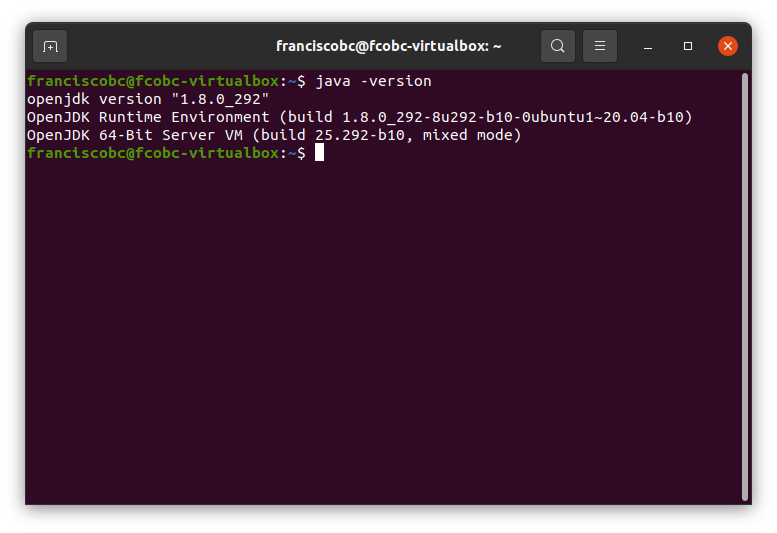 franciscobc@fcobc-virtualbox: ~
franciscobc@fcobc-virtualbox:~$ java -version
openjdk version "1.8.0_292"
OpenJDK Runtime Environment (build 1.8.0_292-8u292-b10-0ubuntu1~20.04-b10)
OpenJDK 64-Bit Server VM (build 25.292-b10, mixed mode)
franciscobc@fcobc-virtualbox:~$